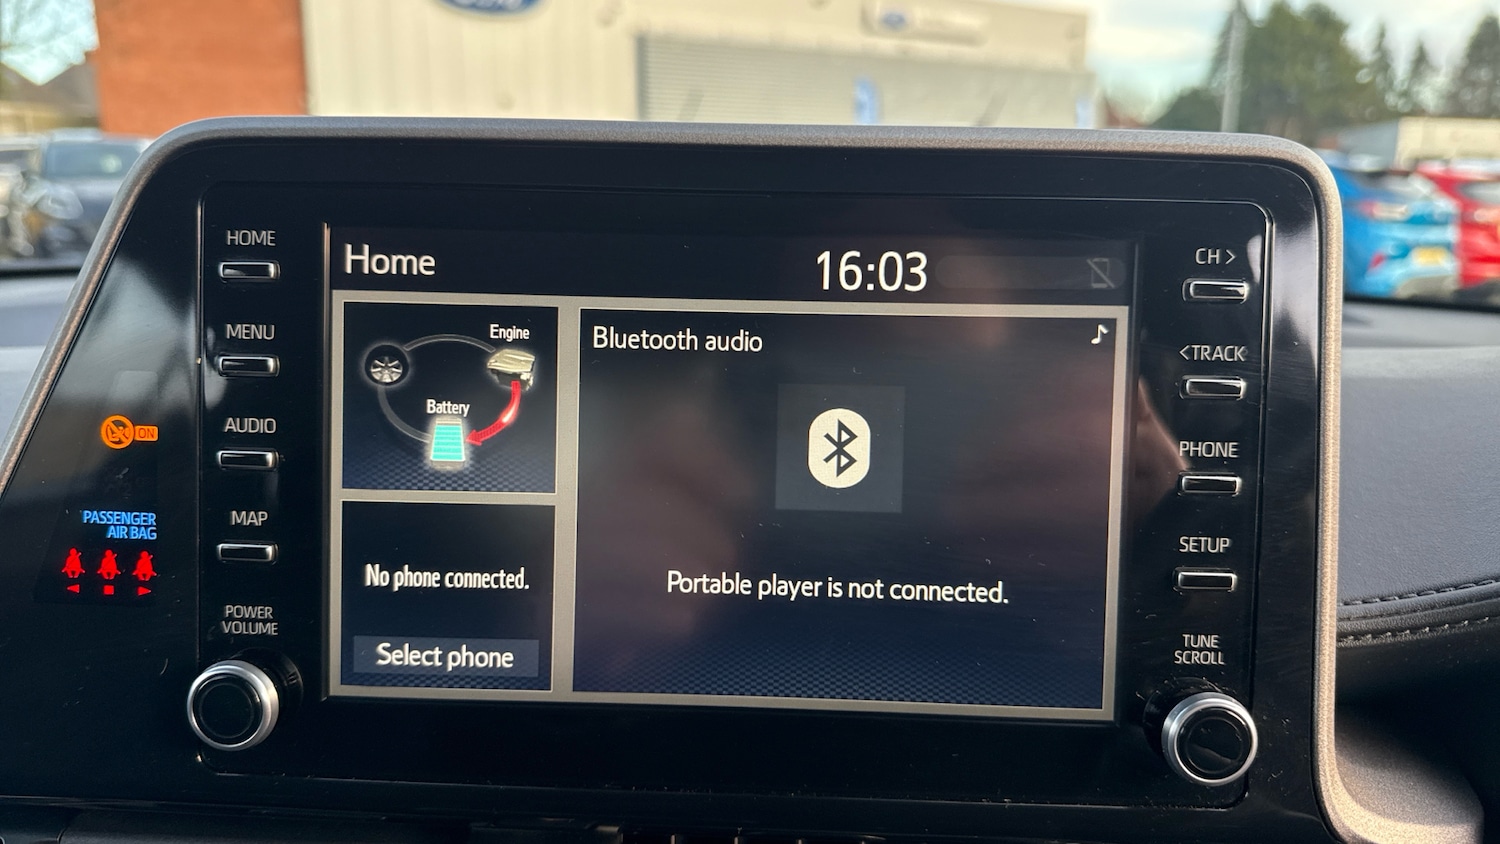 HOME
MENU
AUDIO
MAP
POWER
VOLUME
ON
PASSENGER
AIR BAG
Home
16:03
Engine
Battery
No phone connected.
Select phone
Bluetooth audio
Portable player is not connected.
CH >
<TRACK
PHONE
SETUP
TUNE
SCROLL